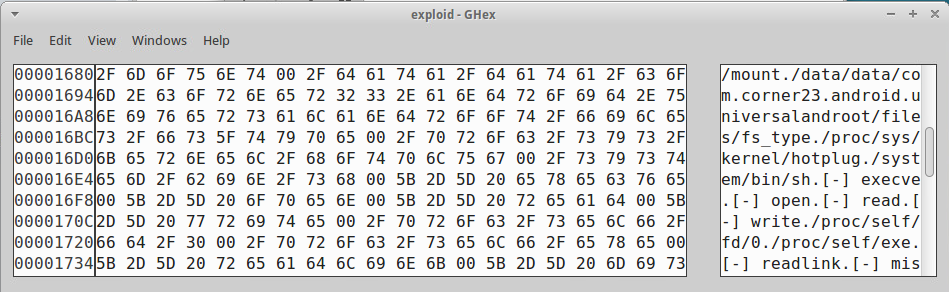 exploid - GHex
File Edit View Windows Help
00001680 2F 6D 6F 75 6E 74 00 2F 64 61 74 61 2F 64 61 74 61 2F 63 6F /mount./data/data/co
00001694 6D 2E 63 6F 72 6E 65 72 32 33 2E 61 6E 64 72 6F 69 64 2E 75 m.corner23.android.u
000016A8 6E 69 76 65 72 73 61 6C 61 6E 64 72 6F 6F 74 2F 66 69 6C 65 niversalandroot/file
000016BC 73 2F 66 73 5F 74 79 70 65 00 2F 70 72 6F 63 2F 73 79 73 2F s/fs_type./proc/sys/
000016D0 6B 65 72 6E 65 6C 2F 68 6F 74 70 6C 75 67 00 2F 73 79 73 74 kernel/hotplug./syst
000016E4 65 6D 2F 62 69 6E 2F 73 68 00 5B 2D 5D 20 65 78 65 63 76 65 em/bin/sh.[-] execve
000016F8 00 5B 2D 5D 20 6F 70 65 6E 00 5B 2D 5D 20 72 65 61 64 00 5B .[-] open.[-] read.[
0000170C 2D 5D 20 77 72 69 74 65 00 2F 70 72 6F 63 2F 73 65 6C 66 2F -] write./proc/self/
00001720 66 64 2F 30 00 2F 70 72 6F 63 2F 73 65 6C 66 2F 65 78 65 00 fd/0./proc/self/exe.
00001734 5B 2D 5D 20 72 65 61 64 6C 69 6E 6B 00 5B 2D 5D 20 6D 69 73 [-] readlink.[-] mis